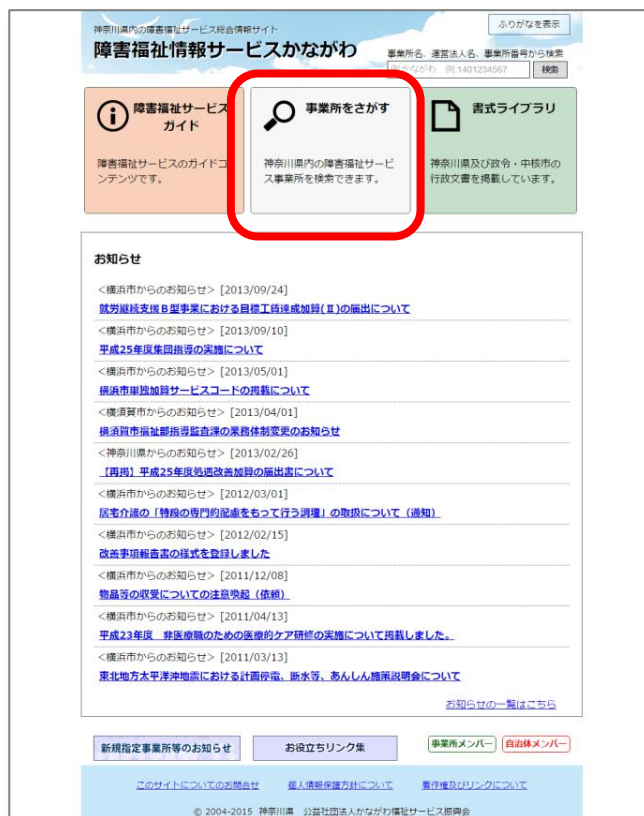 神奈川県内の障害福祉サービス総合情報サイト
ふりがなを表示
障害福祉情報サービスかながわ
事業所名、運営法人名、事業所番号から検索
例:かながわ 例:1401234567
検索
障害福祉サービス
ガイド
障害福祉サービスのガイドコ
ンテンツです。
事業所をさがす
神奈川県内の障害福祉サービ
ス事業所を検索できます。
書式ライブラリ
神奈川県及び政令・中核市の
行政文書を掲載しています。
お知らせ
<横浜市からのお知らせ> [2013/09/24]
就労継続支援Ｂ型事業における目標工賃達成加算(Ⅱ)の届出について
<横浜市からのお知らせ> [2013/09/10]
平成25年度集団指導の実施について
<横浜市からのお知らせ> [2013/05/01]
横浜市単独加算サービスコードの掲載について
<横須賀市からのお知らせ> [2013/04/01]
横須賀市福祉部指導監査課の業務体制変更のお知らせ
<神奈川県からのお知らせ> [2013/02/26]
【再掲】平成25年度処遇改善加算の届出書について
<横浜市からのお知らせ> [2012/03/01]
居宅介護の「特段の専門的配慮をもって行う調理」の取扱について（通知）
<横浜市からのお知らせ> [2012/02/15]
改善事項報告書の様式を登録しました
<横浜市からのお知らせ> [2011/12/08]
物品等の収受についての注意喚起（依頼）
<横浜市からのお知らせ> [2011/04/13]
平成23年度　非医療職のための医療的ケア研修の実施について掲載しました。
<横浜市からのお知らせ> [2011/03/13]
東北地方太平洋沖地震における計画停電、断水等、あんしん施策説明会について
お知らせの一覧はこちら
新規指定事業所等のお知らせ
お役立ちリンク集
事業所メンバー
自治体メンバー
このサイトについてのお問合せ
個人情報保護方針について
著作権及びリンクについて
© 2004-2015 神奈川県　公益社団法人かながわ福祉サービス振興会